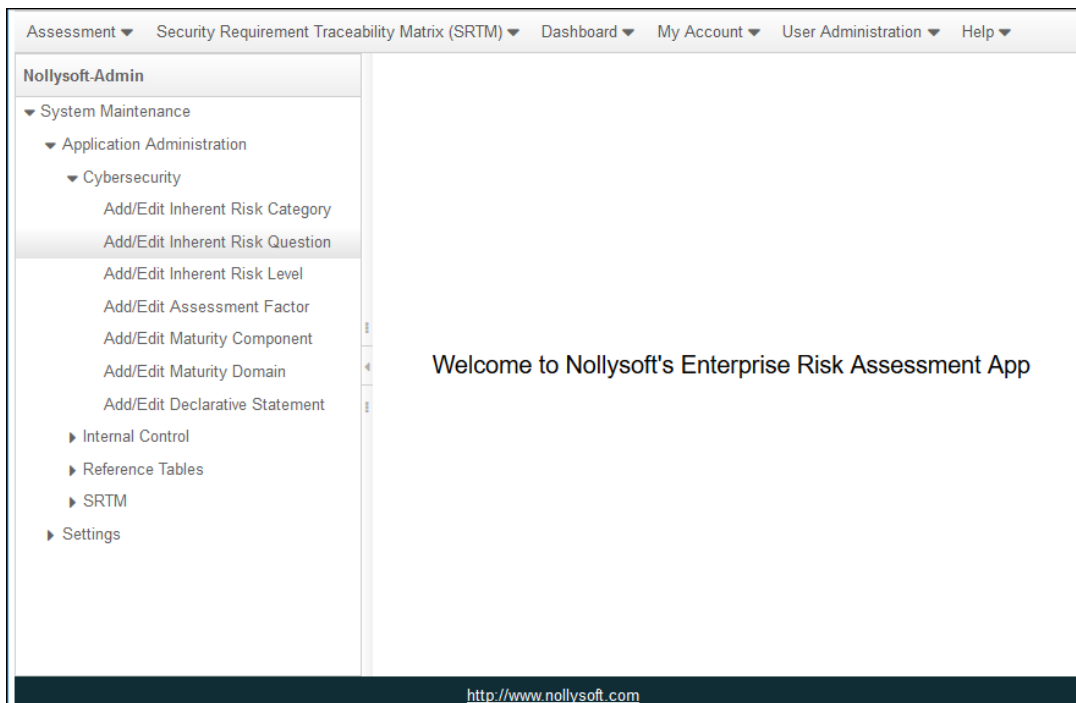 Assessment Security Requirement Traceability Matrix (SRTM) Dashboard My Account User Administration Help
Nollysoft-Admin
System Maintenance
Application Administration
Cybersecurity
Add/Edit Inherent Risk Category
Add/Edit Inherent Risk Question
Add/Edit Inherent Risk Level
Add/Edit Assessment Factor
Add/Edit Maturity Component
Add/Edit Maturity Domain
Add/Edit Declarative Statement
Internal Control
Reference Tables
SRTM
Settings
Welcome to Nollysoft's Enterprise Risk Assessment App
http://www.nollysoft.com